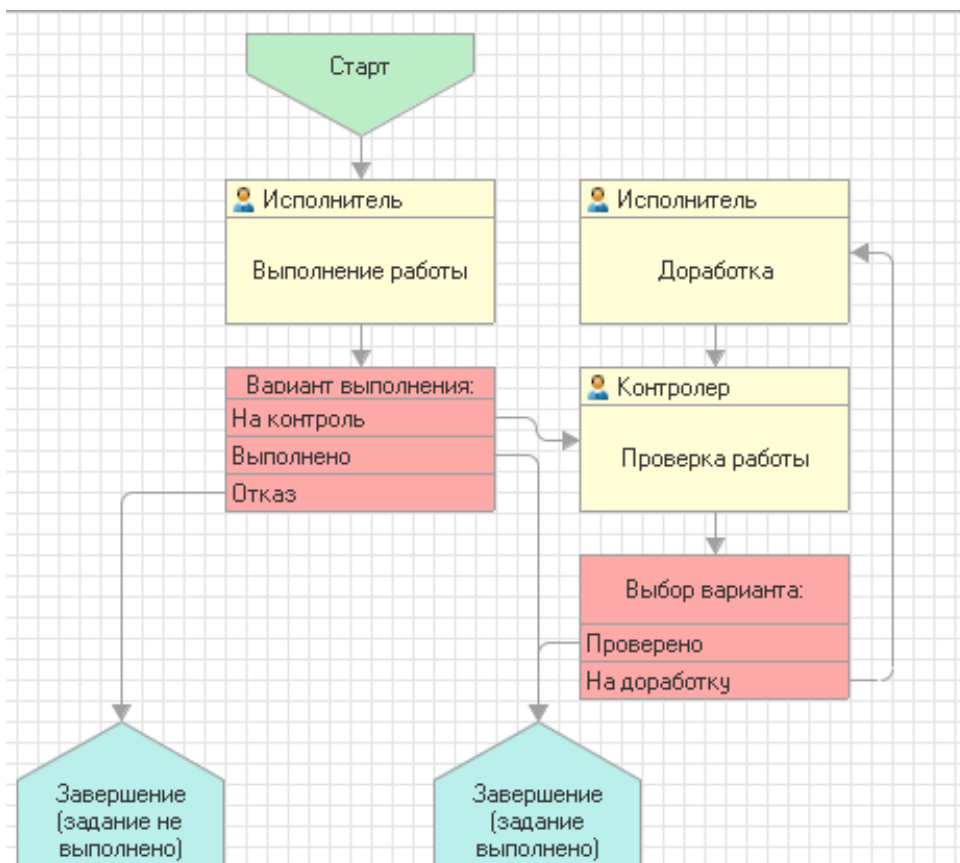 Старт
Исполнитель
Выполнение работы
Исполнитель
Доработка
Вариант выполнения:
На контроль
Выполнено
Отказ
Контролер
Проверка работы
Выбор варианта:
Проверено
На доработку
Завершение
(задание не
выполнено)
Завершение
(задание
выполнено)